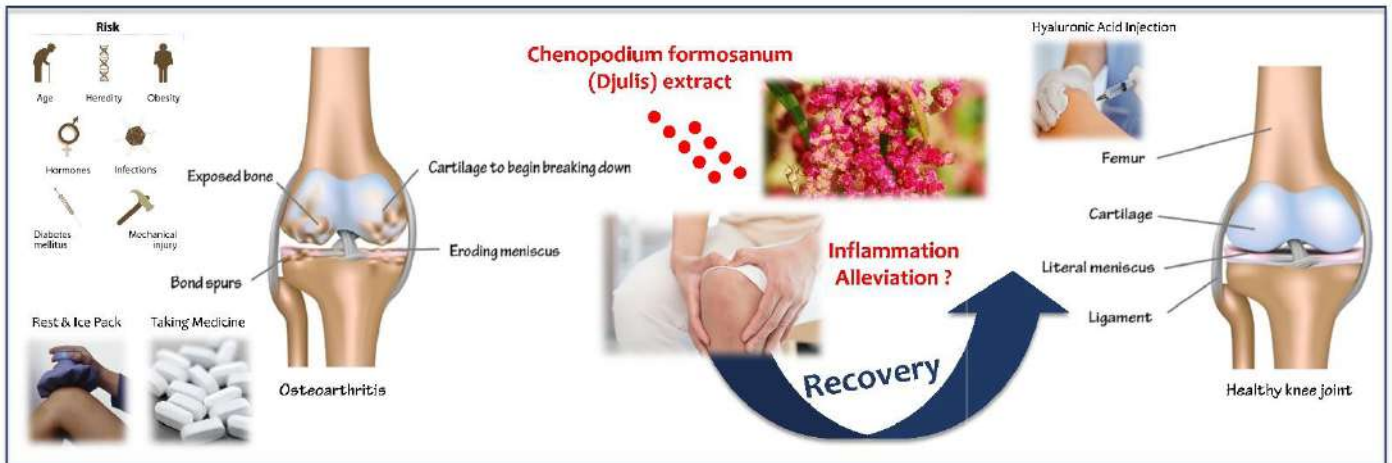 Risk
Age
Heredity
Obesity
Hormones
Infections
Diabetes
mellitus
Mechanical
injury
Exposed bone
Cartilage to begin breaking down
Eroding meniscus
Bond spurs
Rest & Ice Pack
Taking Medicine
Osteoarthritis
Chenopodium formosanum
(Djulis) extract
Inflammation
Alleviation ?
Recovery
Hyaluronic Acid Injection
Femur
Cartilage
Literal meniscus
Ligament
Healthy knee joint